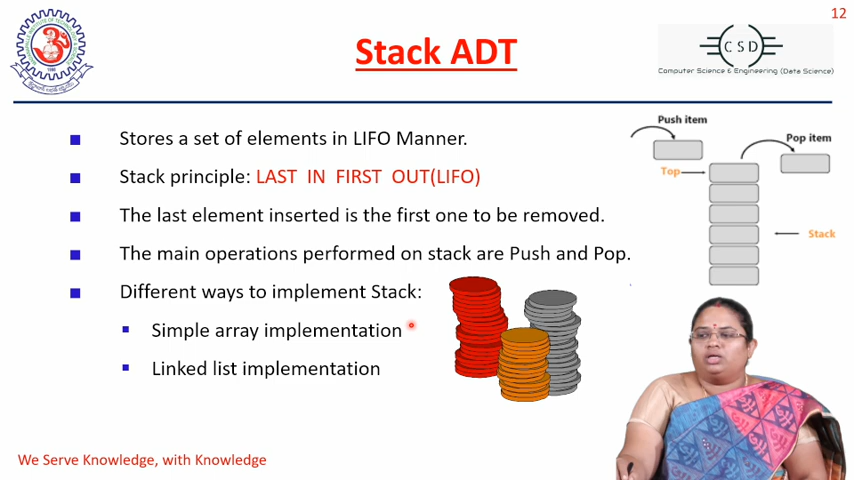 12
Stack ADT
CSD
Computer Science & Engineering (Data Science)
Stores a set of elements in LIFO Manner.
Stack principle: LAST IN FIRST OUT(LIFO)
The last element inserted is the first one to be removed.
The main operations performed on stack are Push and Pop.
Different ways to implement Stack:
Simple array implementation
Linked list implementation
Push item
Pop item
Top
Stack
We Serve Knowledge, with Knowledge